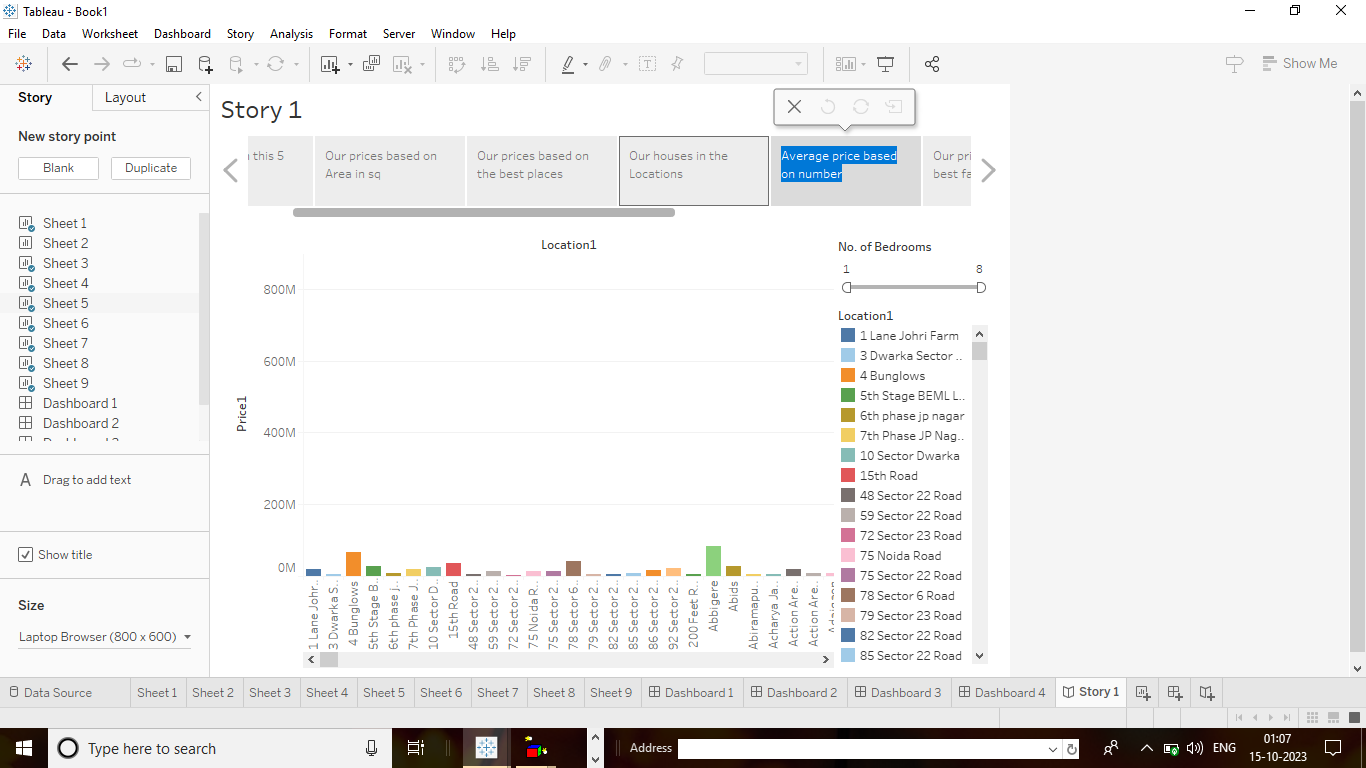 Tableau - Book1
File Data Worksheet Dashboard Story Analysis Format Server Window Help
Show Me
Story Layout
New story point
Blank Duplicate
Sheet 1
Sheet 2
Sheet 3
Sheet 4
Sheet 5
Sheet 6
Sheet 7
Sheet 8
Sheet 9
Dashboard 1
Dashboard 2
A Drag to add text
Show title
Size
Laptop Browser (800 x 600)
Story 1
this 5
Our prices based on
Area in sq
Our prices based on
the best places
Our houses in the
Locations
Average price based
on number
Our pri
best fa
Location1
Price1
800M
600M
400M
200M
0M
1 Lane Johr..
3 Dwarka S..
4 Bunglows
5th Stage B..
6th phase j..
7th Phase J..
10 Sector D..
15th Road
48 Sector 2..
59 Sector 2..
72 Sector 2..
75 Noida R..
75 Sector 2..
78 Sector 6..
79 Sector 2..
82 Sector 2..
85 Sector 2..
86 Sector 2..
92 Sector 2..
200 Feet R..
Abbigere
Abids
Abiramapu..
Acharya Ja..
Action Are..
Action Are..
No. of Bedrooms
1 8
Location1
1 Lane Johri Farm
3 Dwarka Sector ..
4 Bunglows
5th Stage BEML L..
6th phase jp nagar
7th Phase JP Nag..
10 Sector Dwarka
15th Road
48 Sector 22 Road
59 Sector 22 Road
72 Sector 23 Road
75 Noida Road
75 Sector 22 Road
78 Sector 6 Road
79 Sector 23 Road
82 Sector 22 Road
85 Sector 22 Road
Data Source Sheet 1 Sheet 2 Sheet 3 Sheet 4 Sheet 5 Sheet 6 Sheet 7 Sheet 8 Sheet 9 Dashboard 1 Dashboard 2 Dashboard 3 Dashboard 4 Story 1
Type here to search
Address
ENG
01:07
15-10-2023